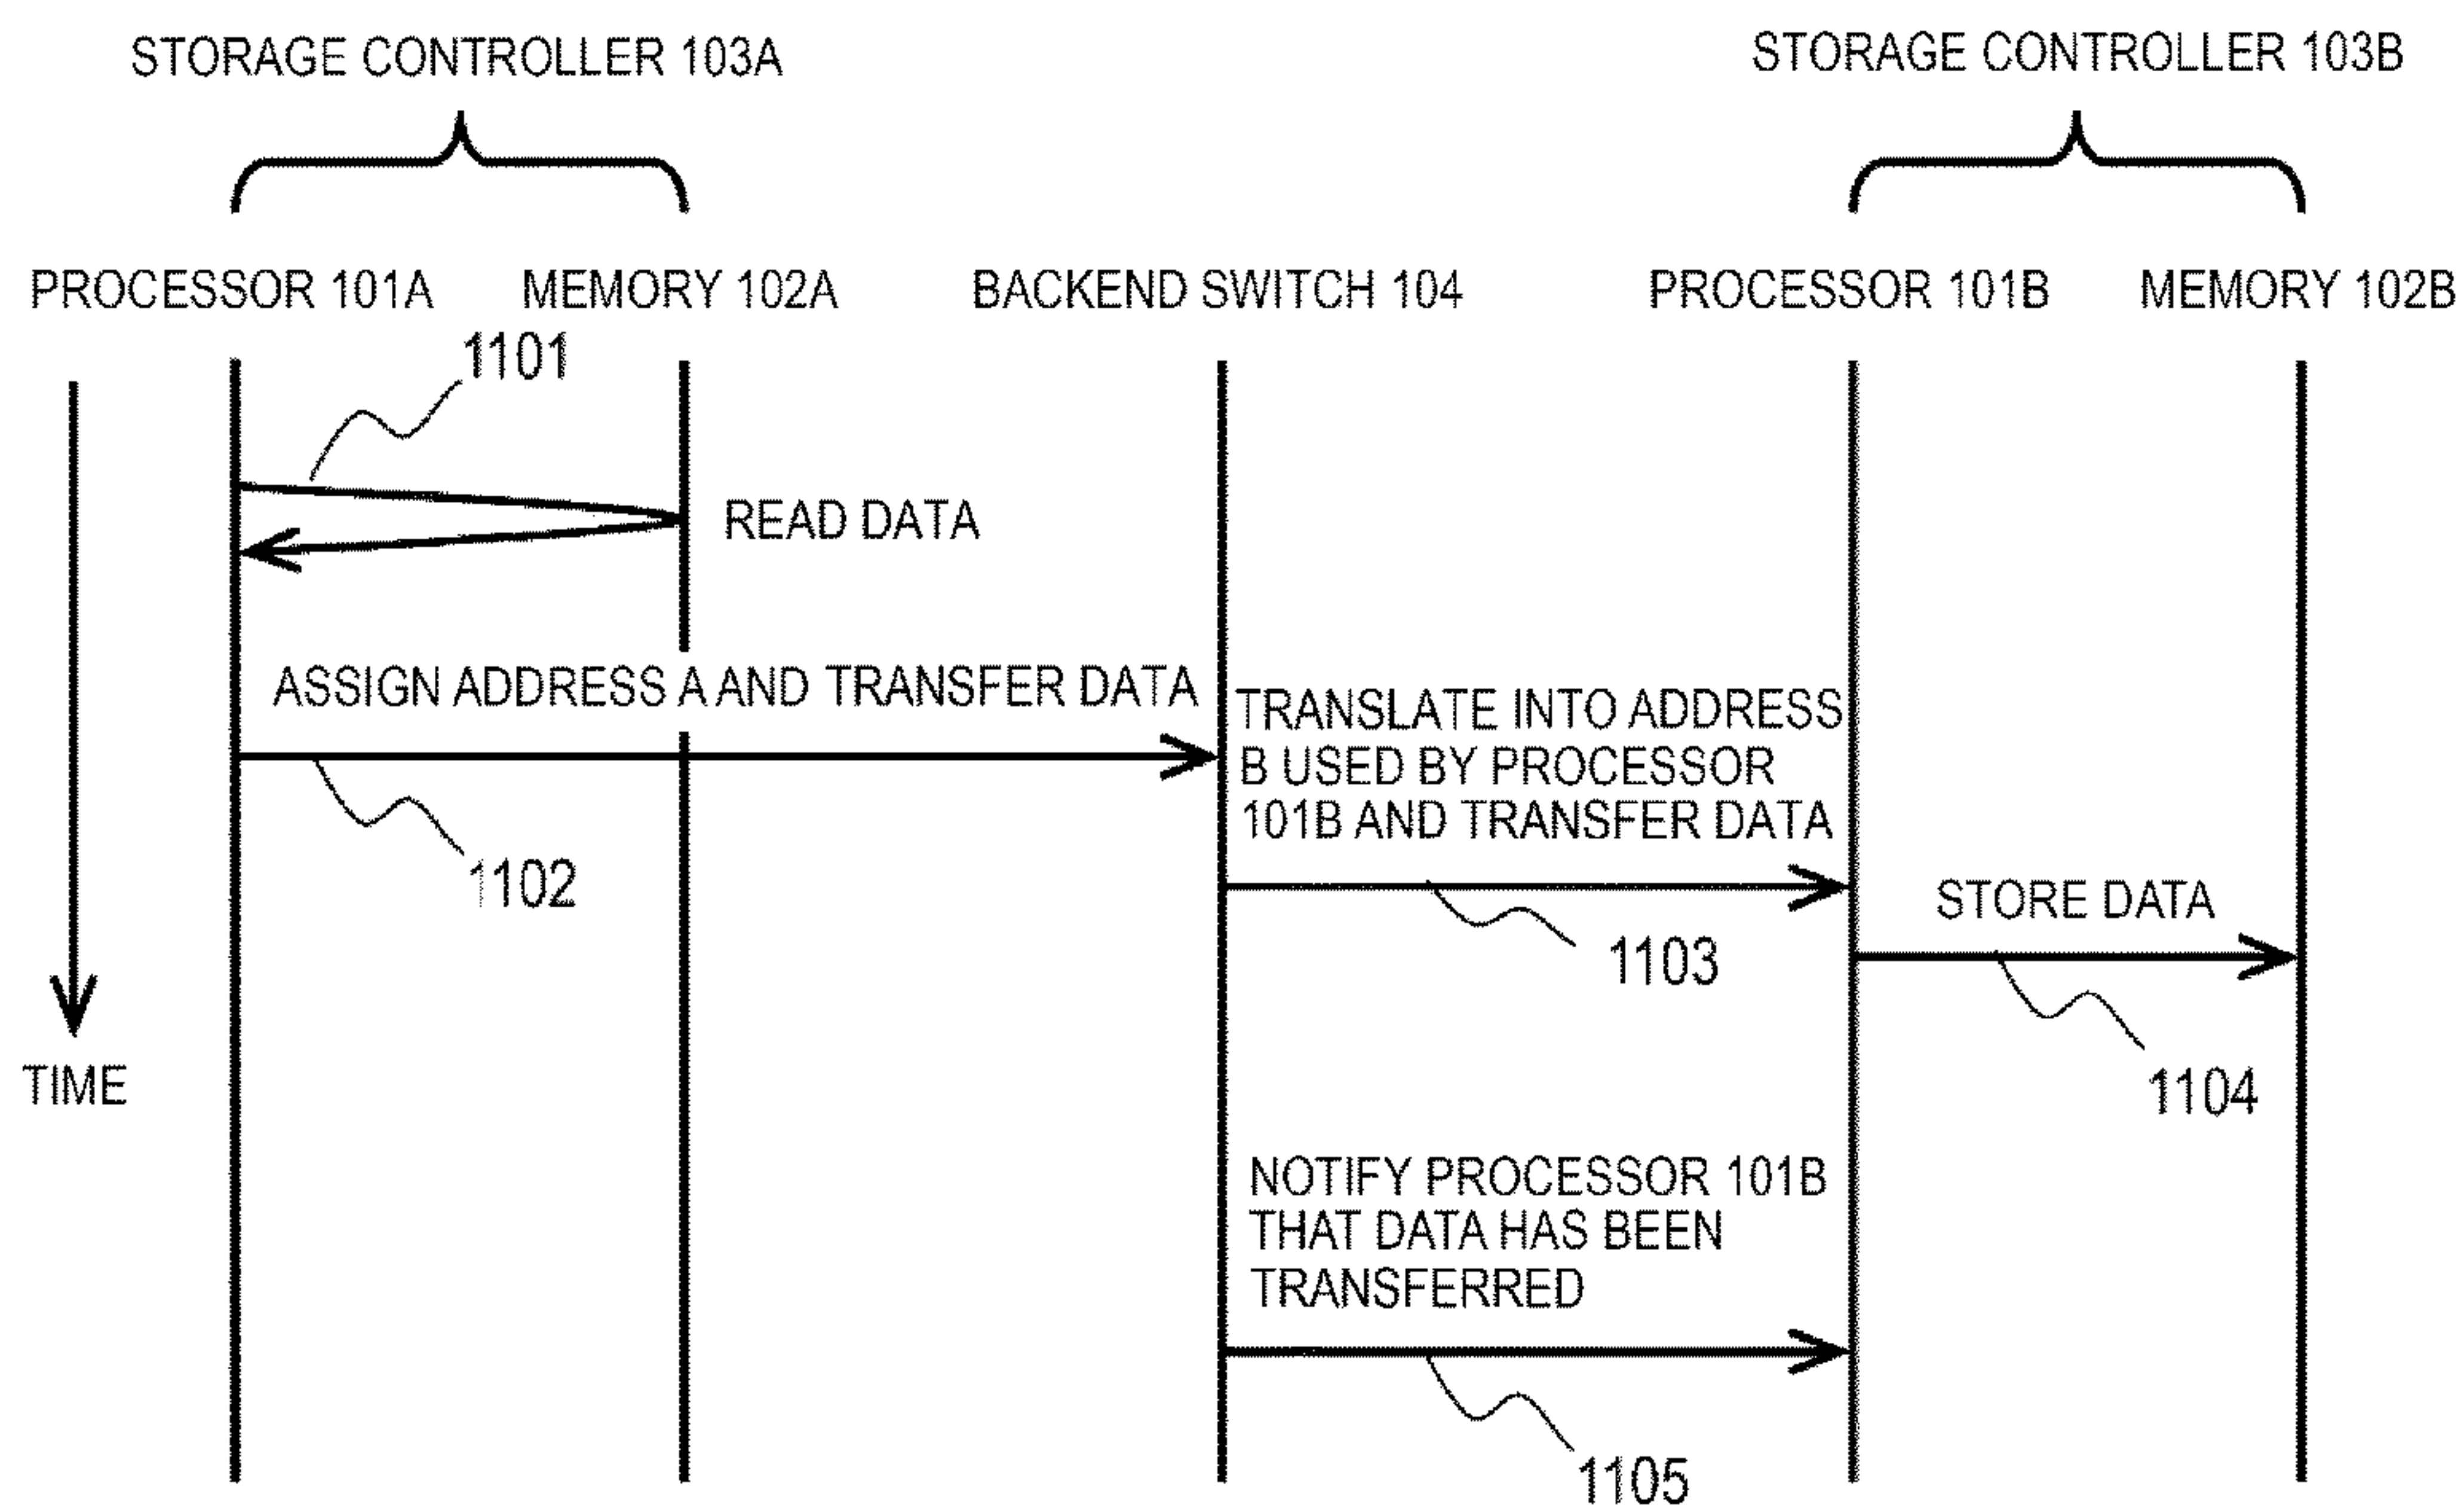 STORAGE CONTROLLER 103A
STORAGE CONTROLLER 103B
PROCESSOR 101A
MEMORY 102A
BACKEND SWITCH 104
PROCESSOR 101B
MEMORY 102B
1101
READ DATA
ASSIGN ADDRESS A AND TRANSFER DATA
TRANSLATE INTO ADDRESS
B USED BY PROCESSOR
101B AND TRANSFER DATA
1102
STORE DATA
1103
TIME
1104
NOTIFY PROCESSOR 101B
THAT DATA HAS BEEN
TRANSFERRED
1105